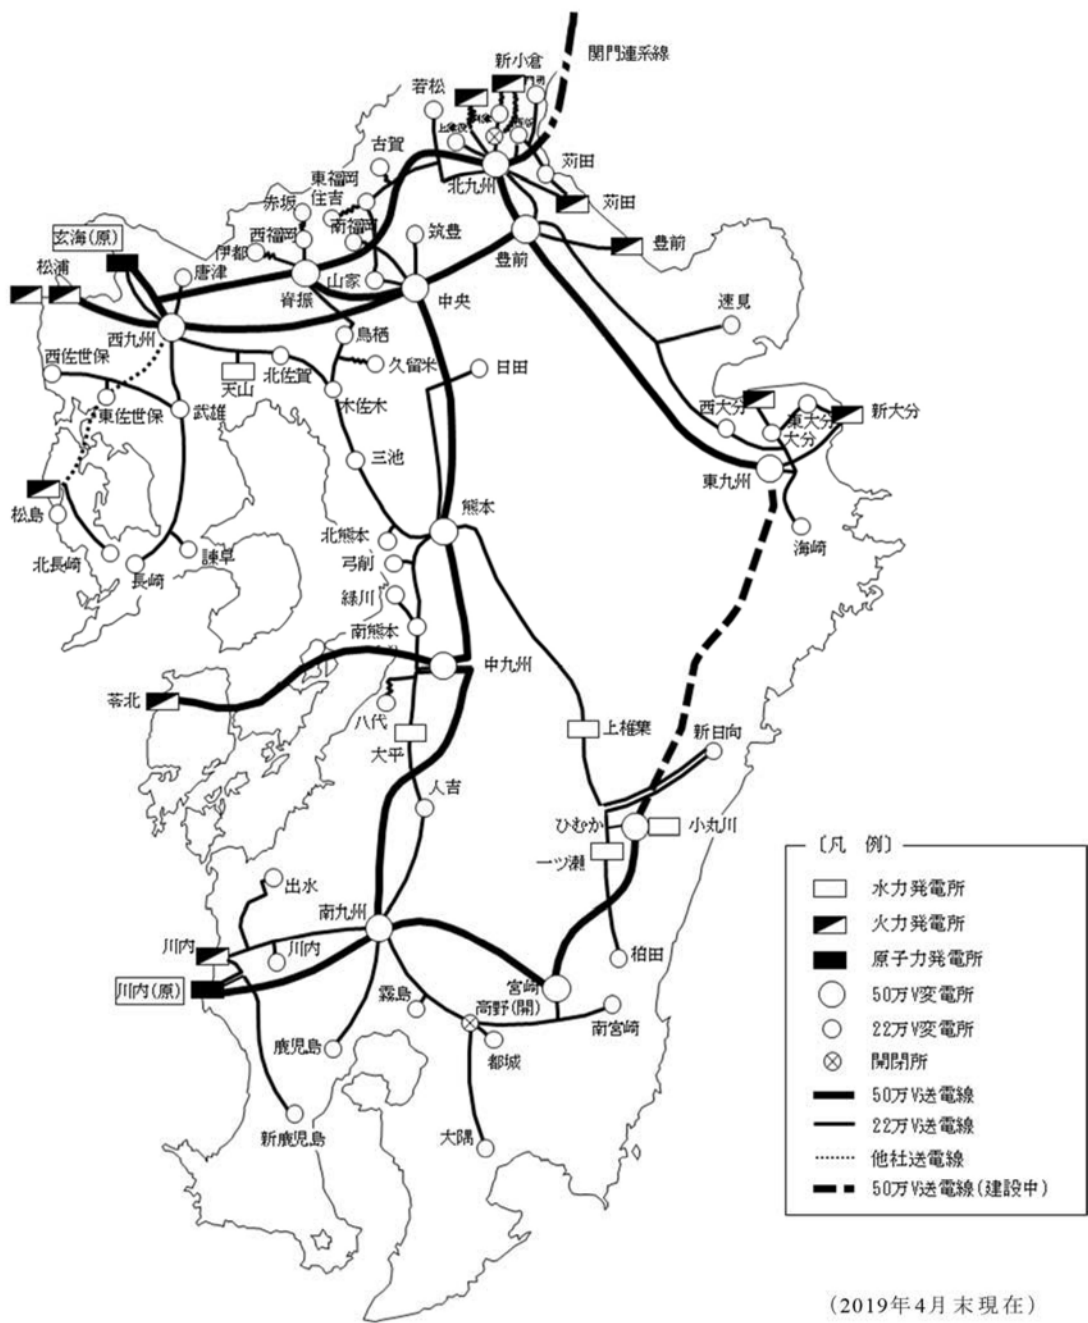 関門連系線
新小倉
若松
古賀
北九州
苅田
苅田
東福岡
住吉
赤坂
西福岡
南福岡
筑豊
豊前
豊前
玄海(原)
伊都
松浦
唐津
脊振
山家
中央
速見
西九州
鳥栖
西佐世保
天山
北佐賀
久留米
日田
東佐世保
武雄
木佐木
西大分
東大分
大分
新大分
三池
東九州
松島
熊本
北熊本
海崎
北長崎
長崎
諫早
弓削
緑川
南熊本
中九州
苓北
八代
大平
上椎葉
新日向
人吉
ひむか
小丸川
一ツ瀬
出水
南九州
川内
川内
柏田
川内(原)
宮崎
霧島
高野(開)
南宮崎
鹿児島
都城
新鹿児島
大隅
〔凡 例〕
水力発電所
火力発電所
原子力発電所
50万V変電所
22万V変電所
開閉所
50万V送電線
22万V送電線
他社送電線
50万V送電線(建設中)
(2019年4月末現在)